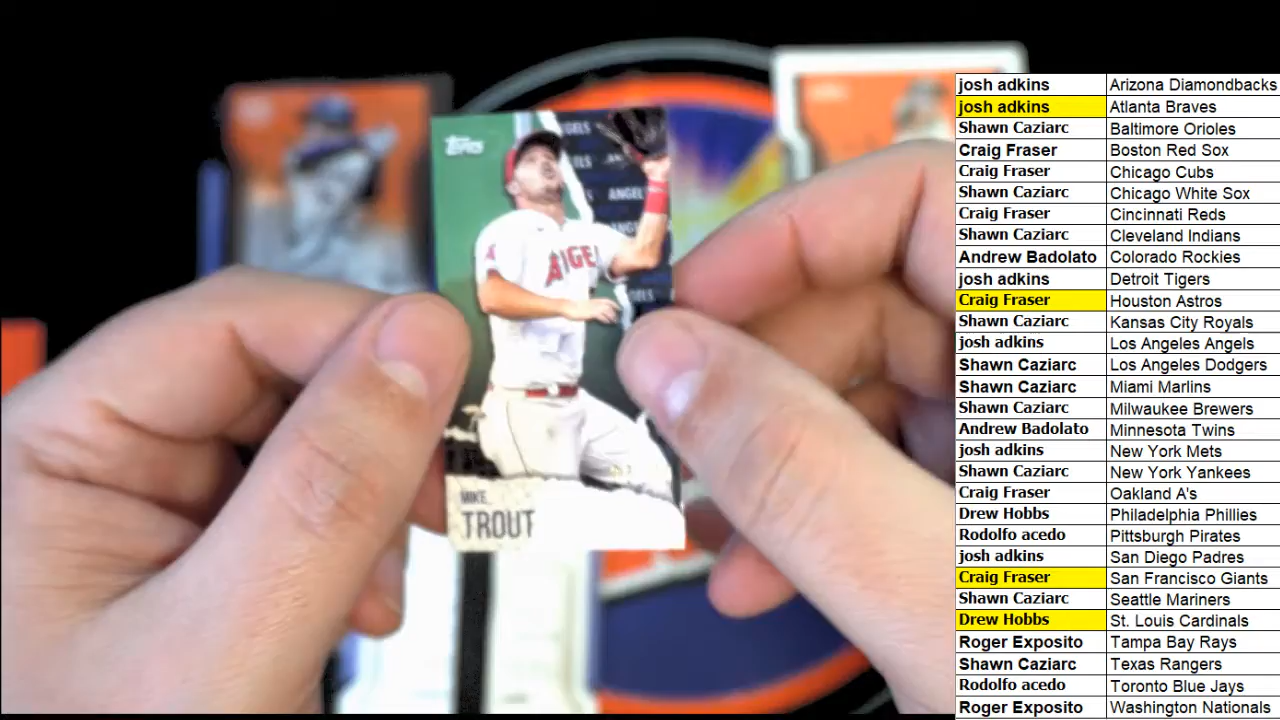 Topps
ANGELS
ANGEL
MIKE
TROUT
josh adkins Arizona Diamondbacks
josh adkins Atlanta Braves
Shawn Caziarc Baltimore Orioles
Craig Fraser Boston Red Sox
Craig Fraser Chicago Cubs
Shawn Caziarc Chicago White Sox
Craig Fraser Cincinnati Reds
Shawn Caziarc Cleveland Indians
Andrew Badolato Colorado Rockies
josh adkins Detroit Tigers
Craig Fraser Houston Astros
Shawn Caziarc Kansas City Royals
josh adkins Los Angeles Angels
Shawn Caziarc Los Angeles Dodgers
Shawn Caziarc Miami Marlins
Shawn Caziarc Milwaukee Brewers
Andrew Badolato Minnesota Twins
josh adkins New York Mets
Shawn Caziarc New York Yankees
Craig Fraser Oakland A's
Drew Hobbs Philadelphia Phillies
Rodolfo acedo Pittsburgh Pirates
josh adkins San Diego Padres
Craig Fraser San Francisco Giants
Shawn Caziarc Seattle Mariners
Drew Hobbs St. Louis Cardinals
Roger Exposito Tampa Bay Rays
Shawn Caziarc Texas Rangers
Rodolfo acedo Toronto Blue Jays
Roger Exposito Washington Nationals